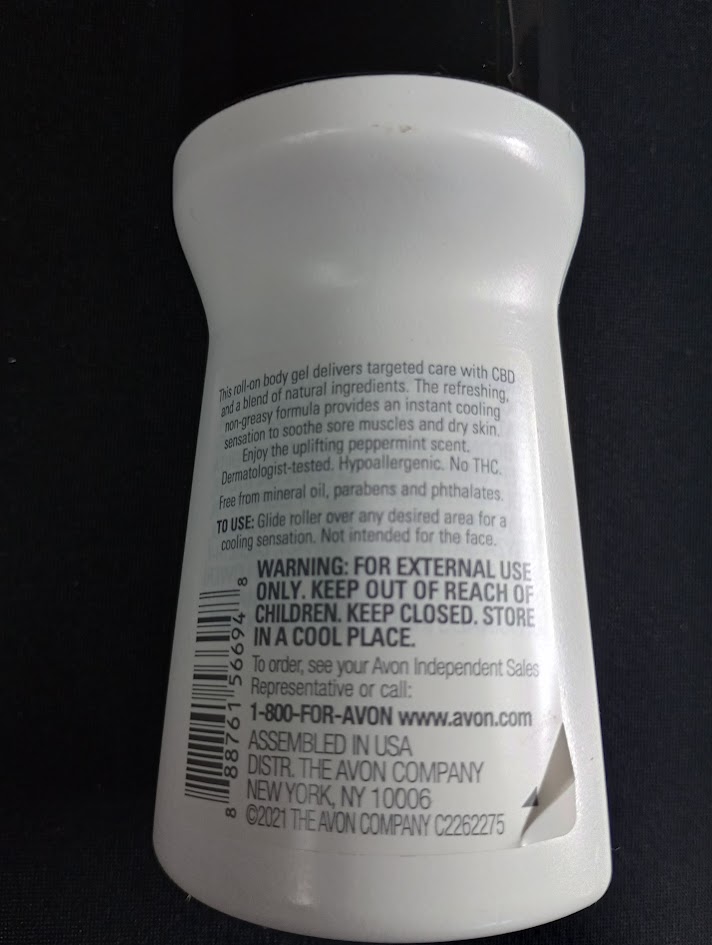 This roll-on body gel delivers targeted care with CBD
and a blend of natural ingredients. The refreshing,
non-greasy formula provides an instant cooling
sensation to soothe sore muscles and dry skin.
Enjoy the uplifting peppermint scent.
Dermatologist-tested. Hypoallergenic. No THC.
Free from mineral oil, parabens and phthalates.
TO USE: Glide roller over any desired area for a
cooling sensation. Not intended for the face.
WARNING: FOR EXTERNAL USE
ONLY. KEEP OUT OF REACH OF
CHILDREN. KEEP CLOSED. STORE
IN A COOL PLACE.
To order, see your Avon Independent Sales
Representative or call:
1-800-FOR-AVON www.avon.com
ASSEMBLED IN USA
DISTR. THE AVON COMPANY
NEW YORK, NY 10006
©2021 THE AVON COMPANY C2262275
8 88761 56694 8